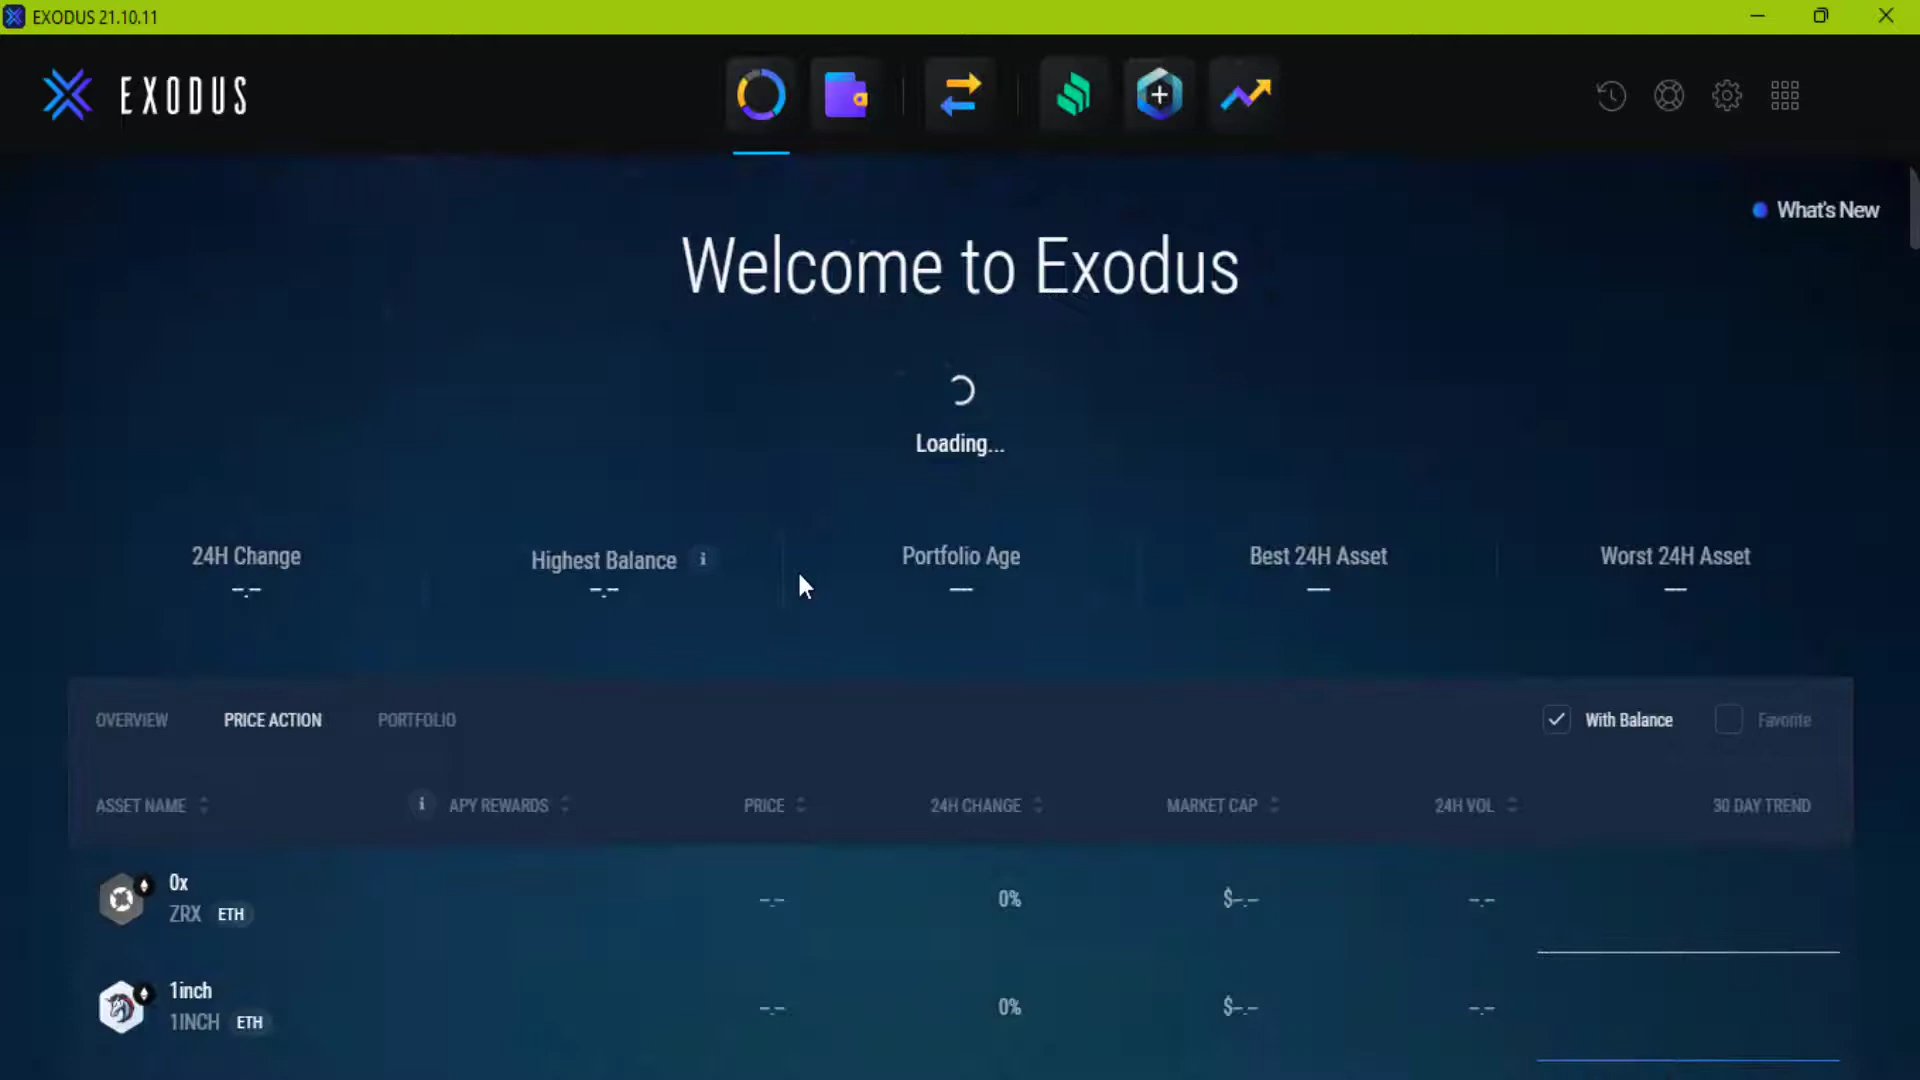 EXODUS 21.10.11
EXODUS
What's New
Welcome to Exodus
Loading...
24H Change
Highest Balance i
Portfolio Age
Best 24H Asset
Worst 24H Asset
--.--
--.--
—
—
—
OVERVIEW PRICE ACTION PORTFOLIO
With Balance Favorite
ASSET NAME i APY REWARDS PRICE 24H CHANGE MARKET CAP 24H VOL 30 DAY TREND
0x
ZRX ETH
--.-- 0% $--.-- --.--
1inch
1INCH ETH
--.-- 0% $--.-- --.--